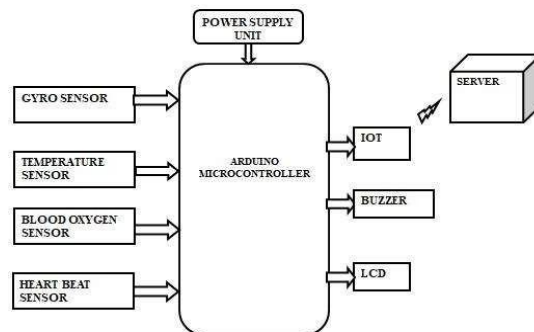 POWER SUPPLY
UNIT
GYRO SENSOR
TEMPERATURE
SENSOR
BLOOD OXYGEN
SENSOR
HEART BEAT
SENSOR
ARDUINO
MICROCONTROLLER
IOT
BUZZER
LCD
SERVER